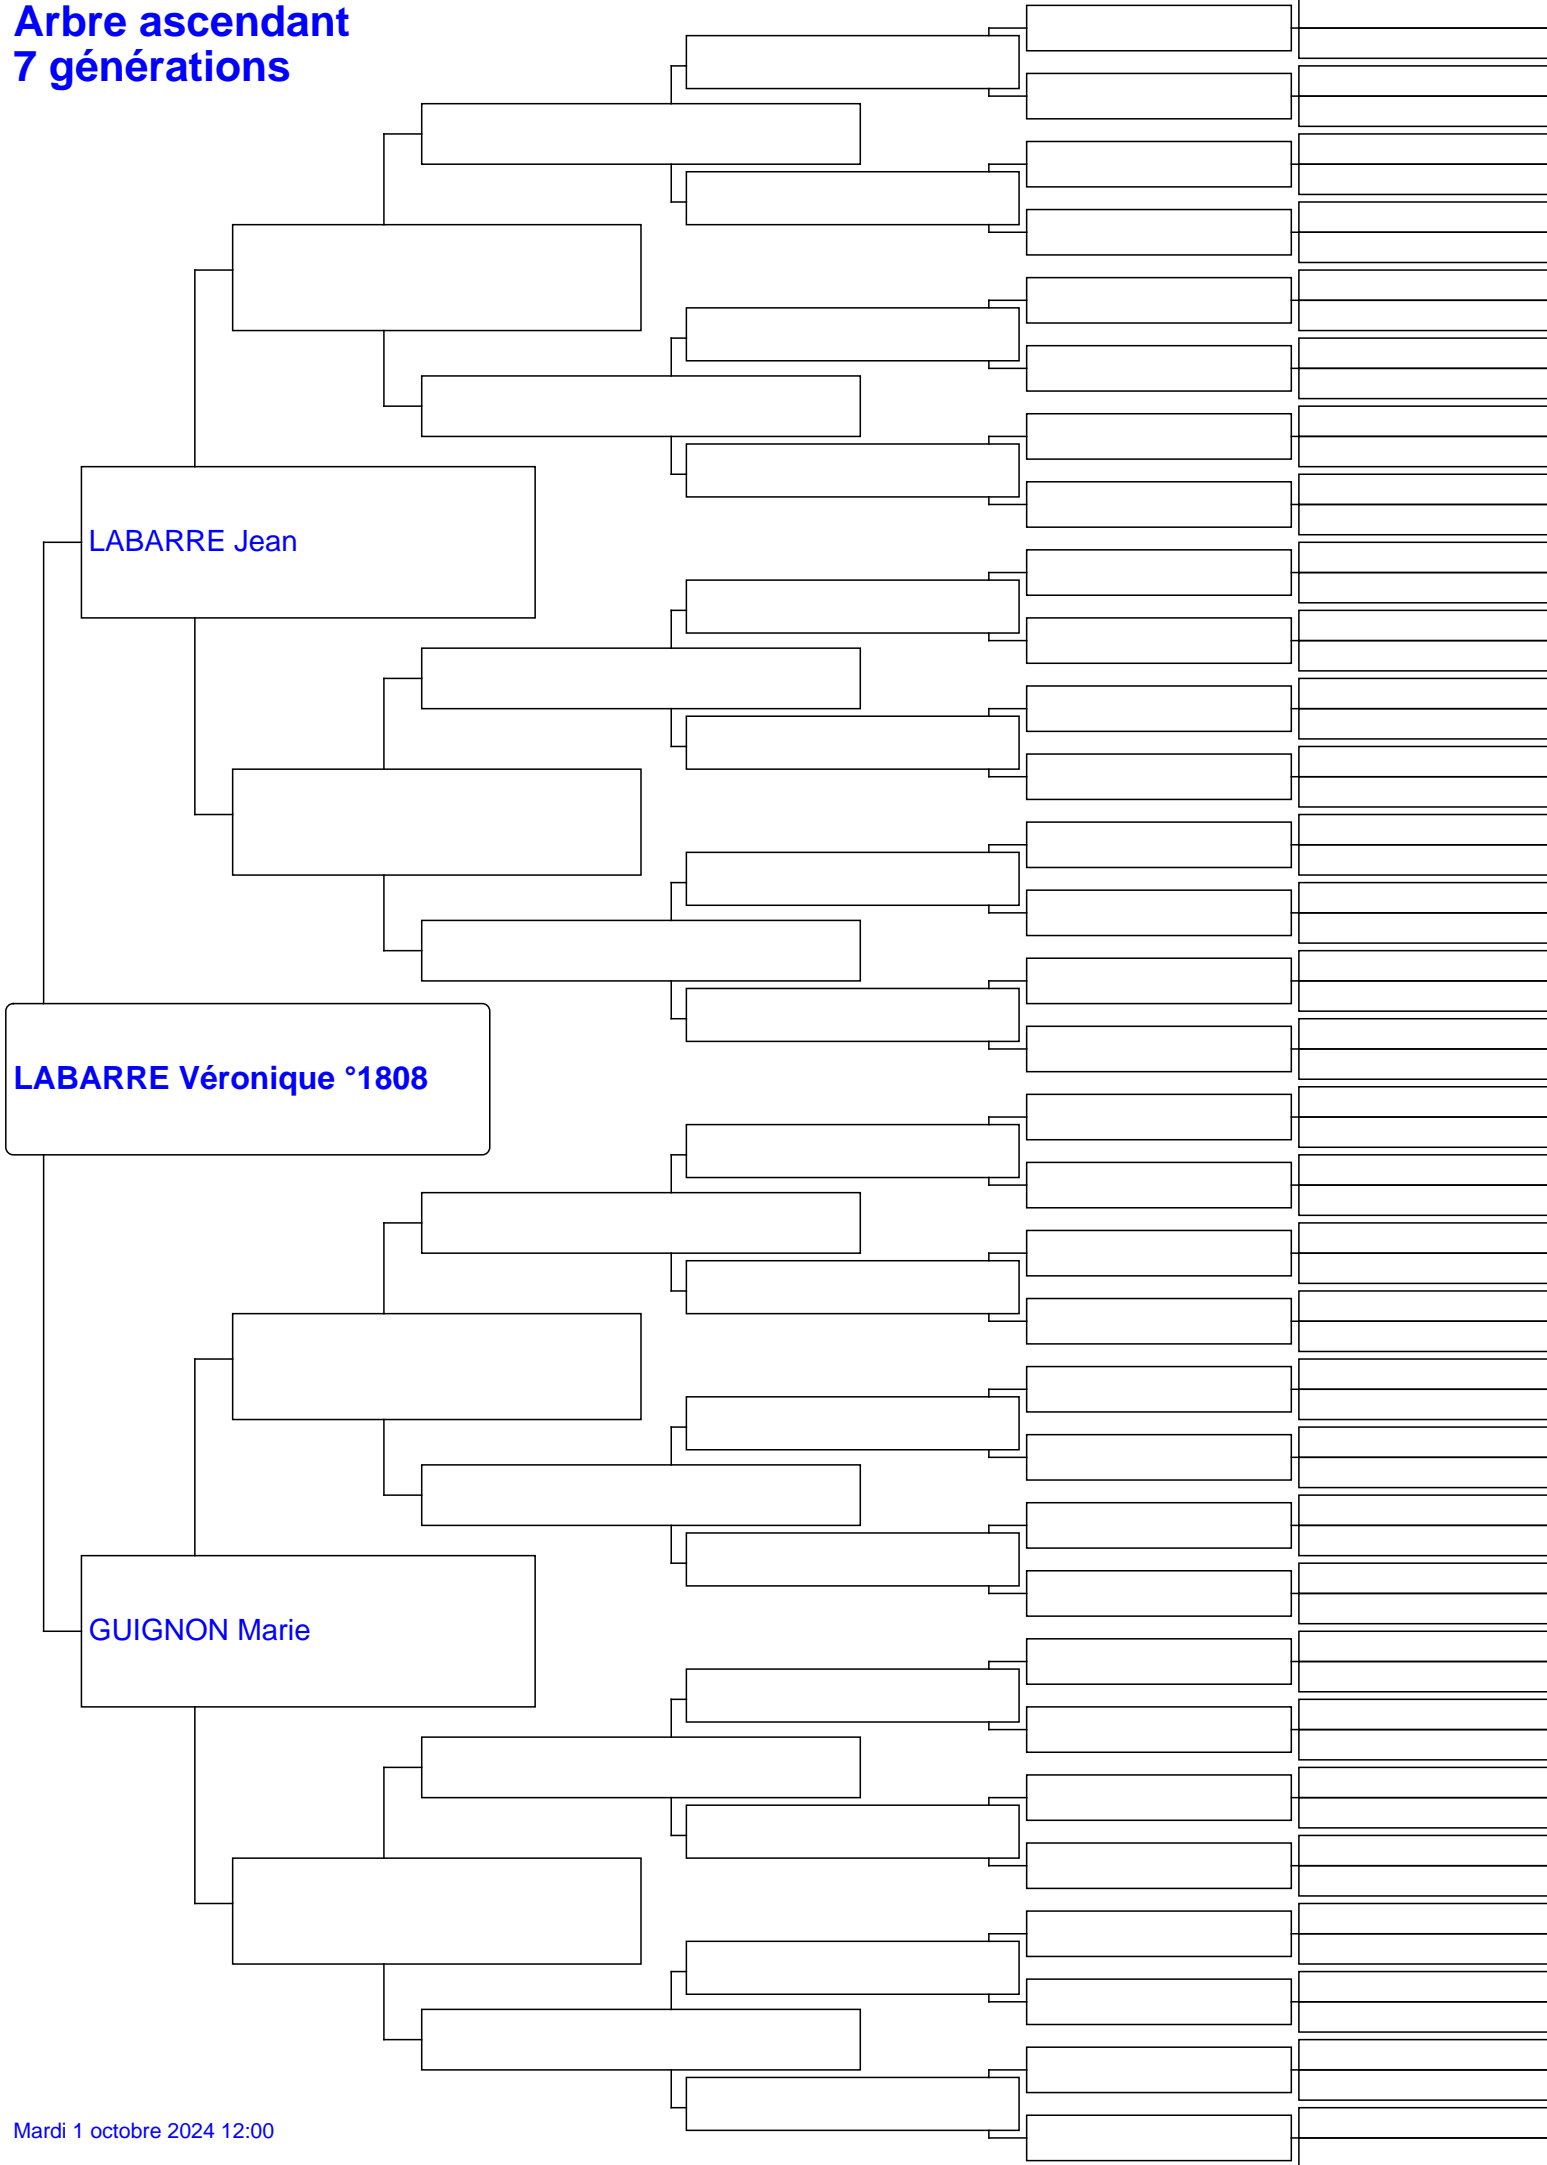 Arbre ascendant
7 générations
LABARRE Jean
LABARRE Véronique °1808
GUIGNON Marie
Mardi 1 octobre 2024 12:00